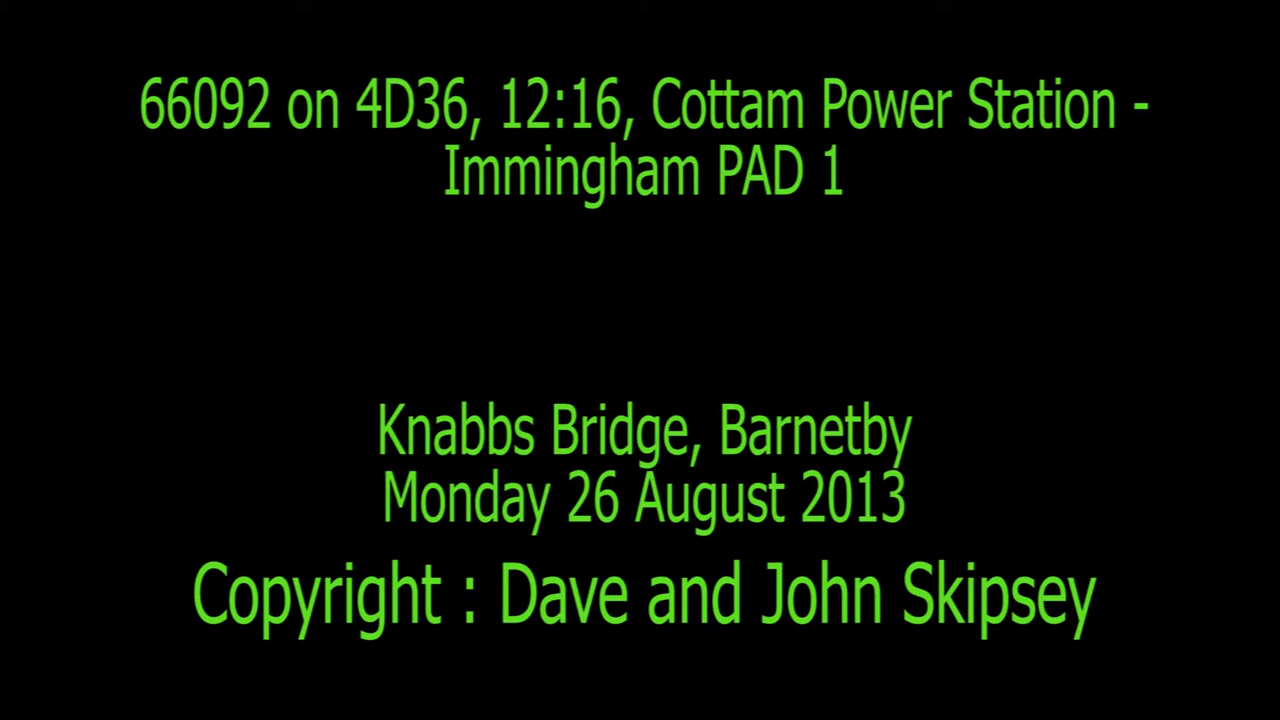 66092 on 4D36, 12:16, Cottam Power Station -
Immingham PAD 1
Knabbs Bridge, Barnetby
Monday 26 August 2013
Copyright : Dave and John Skipsey